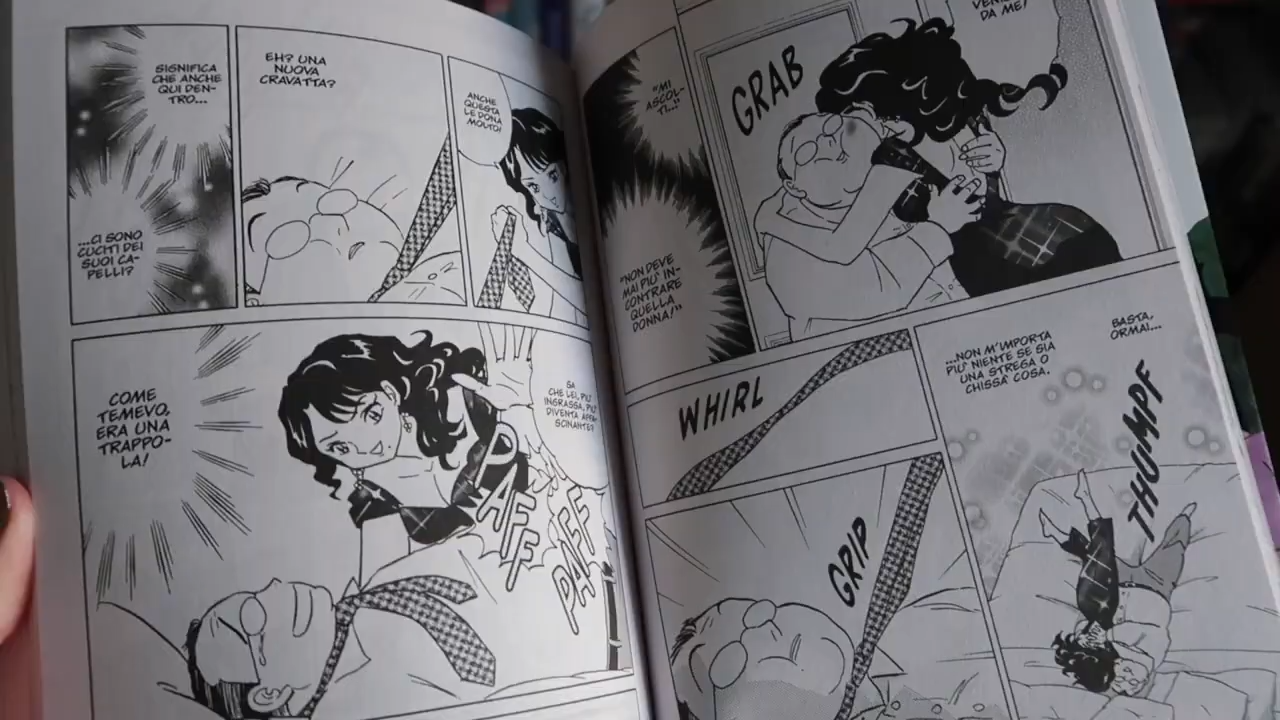 SIGNIFICA
CHE ANCHE
QUI DEN-
TRO...
...CI SONO
CUCITI DEI
SUOI CA-
PELLI?
EH? UNA
NUOVA
CRAVATTA?
ANCHE
QUESTA
LE DONA
MOLTO!
COME
TEMEVO,
ERA UNA
TRAPPO-
LA!
SA
CHE LEI, PIÙ
INGRASSA, PIÙ
DIVENTA AFFA-
SCINANTE?
PAFF
PAFF
"MI
ASCOL-
TI..."
"NON DEVE
MAI PIÙ IN-
CONTRARE
QUELLA
DONNA!"
GRAB
DA ME!
WHIRL
GRIP
BASTA,
ORMAI...
...NON M'IMPORTA
PIU' NIENTE SE SIA
UNA STREGA O
CHISSA' COSA.
THUMPF